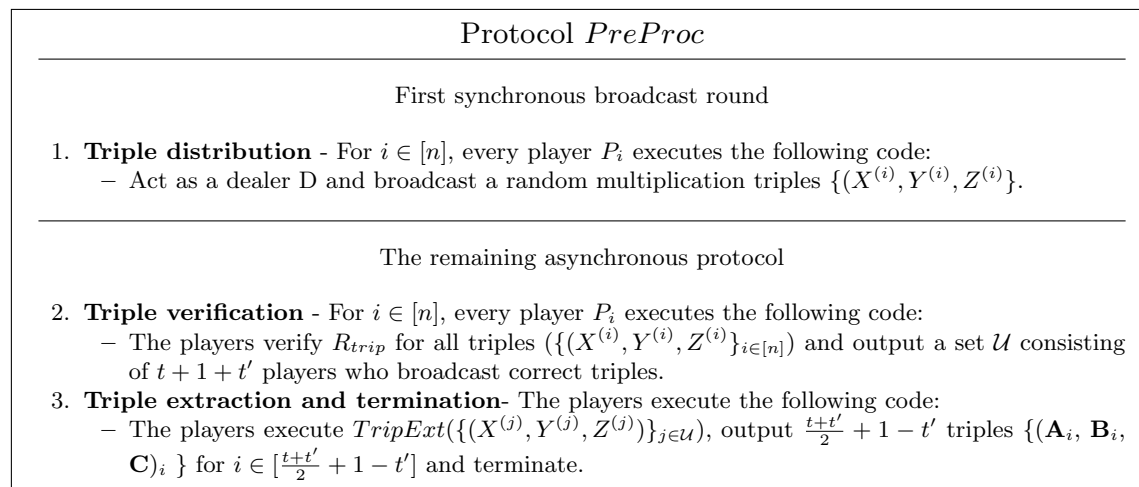 Protocol PreProc
First synchronous broadcast round
1. Triple distribution - For i ∈ [n], every player P_i executes the following code:
– Act as a dealer D and broadcast a random multiplication triples {(X^{(i)}, Y^{(i)}, Z^{(i)}}.
The remaining asynchronous protocol
2. Triple verification - For i ∈ [n], every player P_i executes the following code:
– The players verify R_{trip} for all triples ({(X^{(i)}, Y^{(i)}, Z^{(i)}}_{i∈[n]}) and output a set 𝒰 consisting
of t + 1 + t′ players who broadcast correct triples.
3. Triple extraction and termination- The players execute the following code:
– The players execute TripExt({(X^{(j)}, Y^{(j)}, Z^{(j)})}_{j∈𝒰}), output \frac{t+t′}{2} + 1 − t′ triples {(A_i, B_i,
C)_i } for i ∈ [\frac{t+t′}{2} + 1 − t′] and terminate.